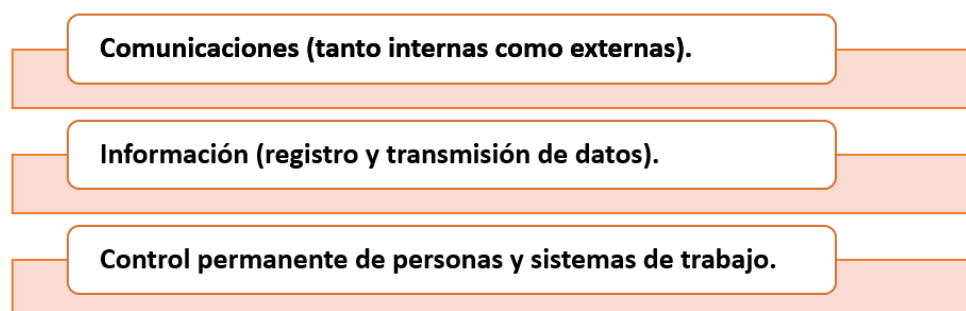 Comunicaciones (tanto internas como externas).
Información (registro y transmisión de datos).
Control permanente de personas y sistemas de trabajo.